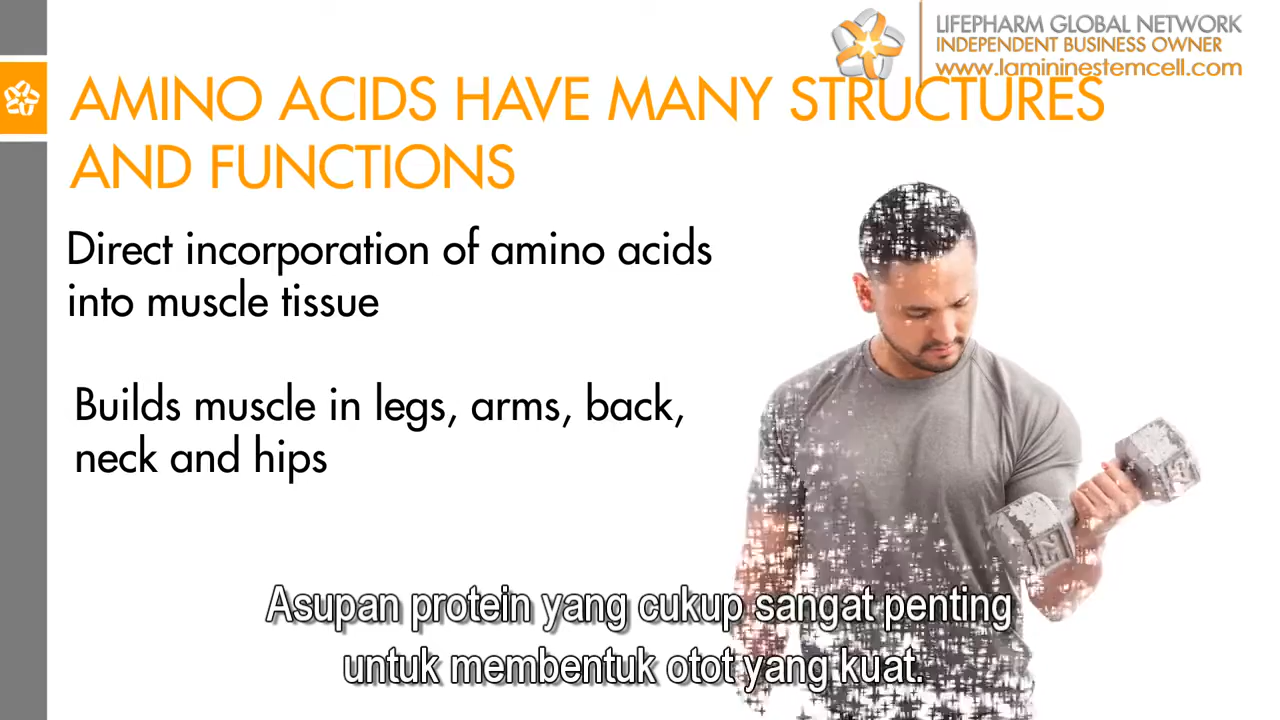 LIFEPHARM GLOBAL NETWORK
INDEPENDENT BUSINESS OWNER
www.lamininestemcell.com
AMINO ACIDS HAVE MANY STRUCTURES
AND FUNCTIONS
Direct incorporation of amino acids
into muscle tissue
Builds muscle in legs, arms, back,
neck and hips
Asupan protein yang cukup sangat penting
untuk membentuk otot yang kuat.